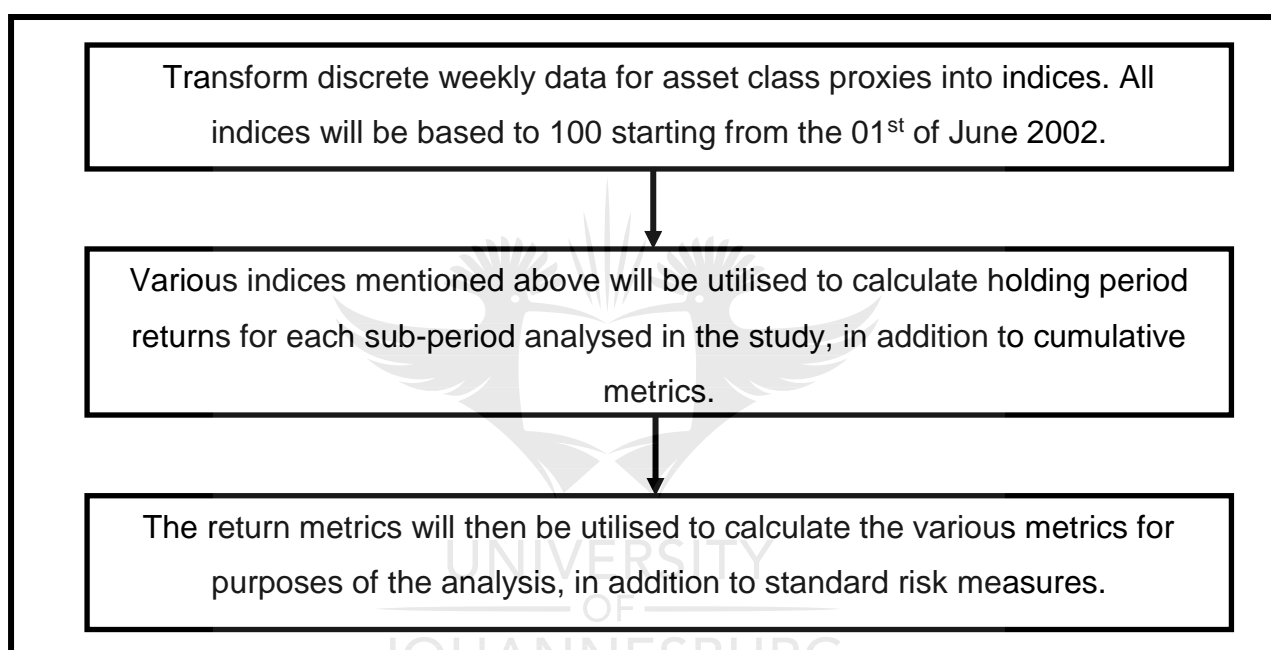 Transform discrete weekly data for asset class proxies into indices. All
indices will be based to 100 starting from the 01st of June 2002.
Various indices mentioned above will be utilised to calculate holding period
returns for each sub-period analysed in the study, in addition to cumulative
metrics.
The return metrics will then be utilised to calculate the various metrics for
UNIVERSITY
purposes of the analysis, in addition to standard risk measures.
OF
JOHANNESBURG